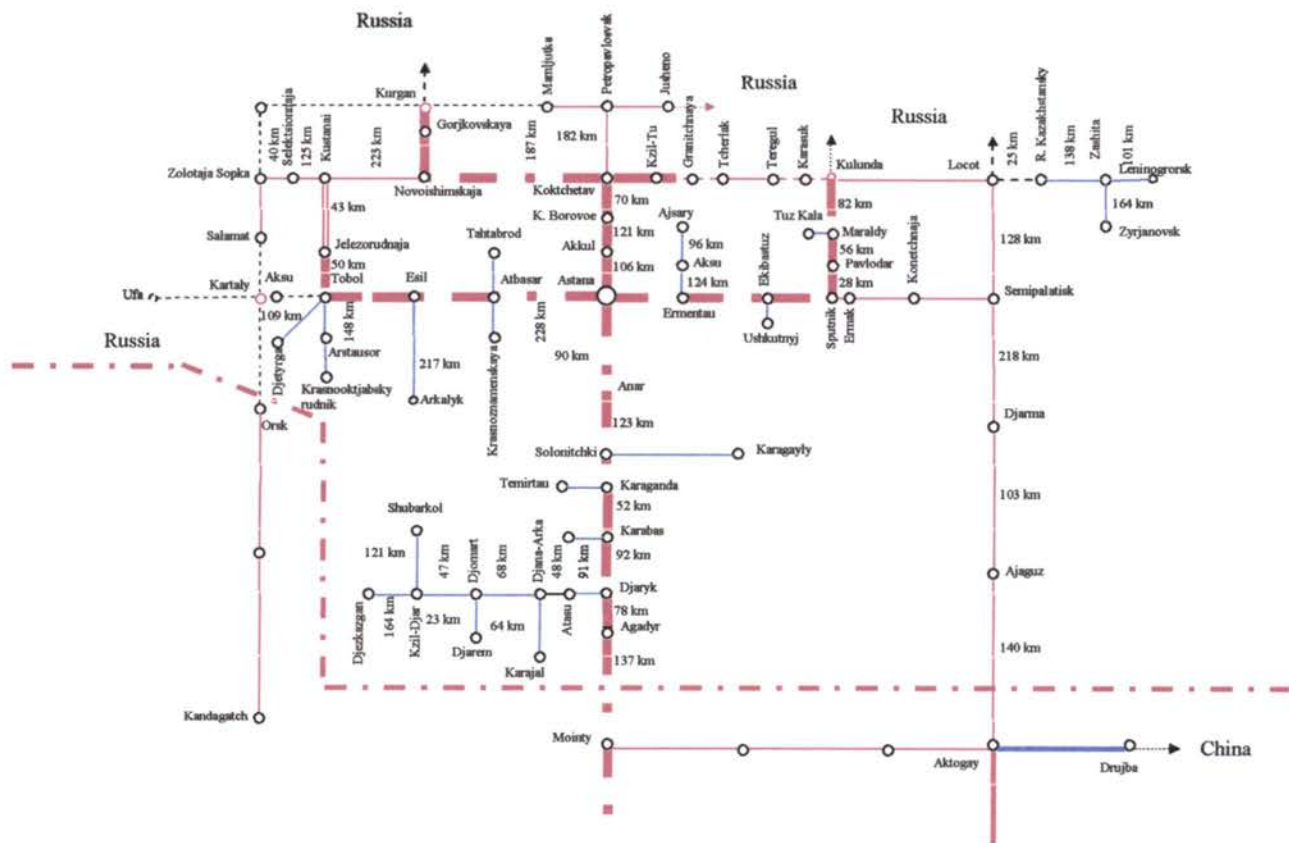 Russia
Russia
Russia
Russia
Kurgan
Mamljutka
Petropavloevak
Jusheno
Gorjkovskaya
40 km
Selektsionntaja
125 km
Kustanai
223 km
187 km
182 km
Kzil-Tu
Granitchnaya
Tcherlak
Teregul
Karasuk
Kulunda
Locot
25 km
R. Kazakhstansky
138 km
Zashita
101 km
Leninogrorsk
Zolotaja Sopka
Novoishimskaja
Koktchetav
43 km
70 km
82 km
164 km
K. Borovoe
Ajsary
Tuz Kala
Maraldy
Zyrjanovsk
Salamat
Jelezorudnaja
Tahtabrod
121 km
Akkul
96 km
Aksu
56 km
Pavlodar
Konetchnaja
128 km
50 km
106 km
Ekibastuz
Kartaly
Aksu
Tobol
Esil
Atbasar
Astana
124 km
28 km
Semipalatisk
Ufa
109 km
148 km
228 km
Ermentau
Ushkutnyj
Sputnik
Ermak
Djetyrga
Arstausor
217 km
Krasnoznamenskaya
90 km
218 km
Krasnooktjabsky
rudnik
Arkalyk
Anar
Orsk
123 km
Djarma
Solonitchki
Karagayly
Temirtau
Karaganda
52 km
103 km
Shubarkol
Karabas
121 km
47 km
Djomart
68 km
Djana-Arka
48 km
91 km
92 km
Ajaguz
Djezkazgan
164 km
Kzil-Djar
23 km
64 km
Atasu
Djaryk
78 km
Agadyr
Djarem
Karajal
137 km
140 km
Kandagatch
Mointy
Aktogay
Drujba
China